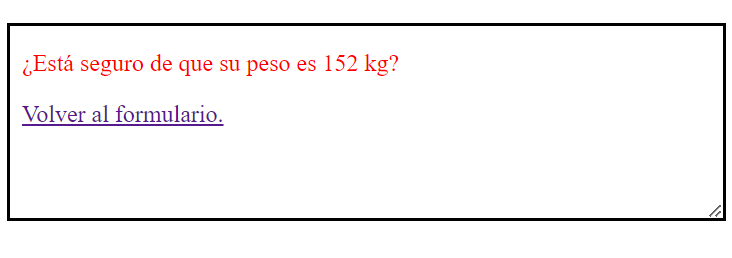 ¿Está seguro de que su peso es 152 kg?
Volver al formulario.